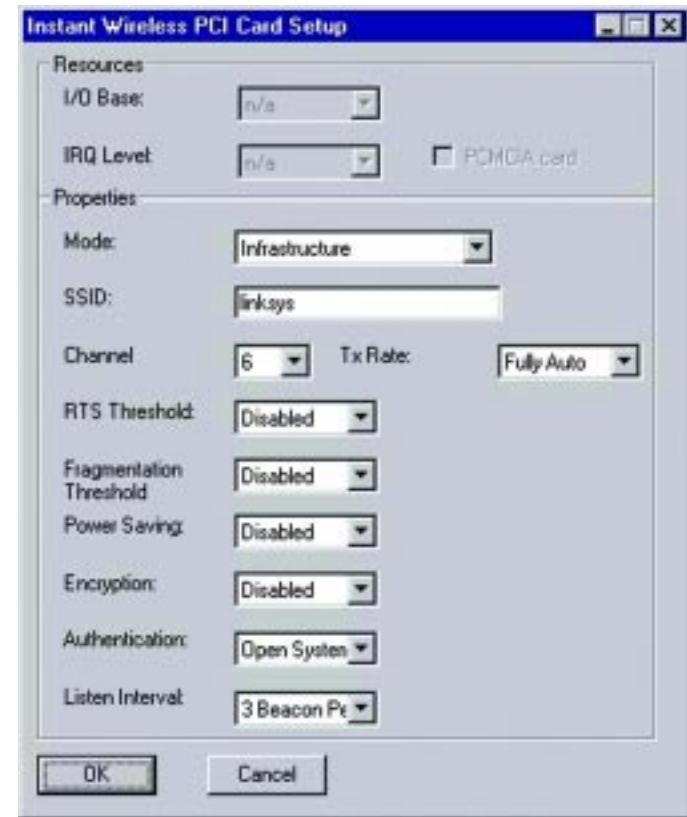 Instant Wireless PCI Card Setup
Resources
I/O Base: n/a
IRQ Level: n/a PCMCIA card
Properties
Mode: Infrastructure
SSID: linksys
Channel 6 Tx Rate: Fully Auto
RTS Threshold: Disabled
Fragmentation
Threshold Disabled
Power Saving: Disabled
Encryption: Disabled
Authentication: Open System
Listen Interval: 3 Beacon Pe
OK Cancel